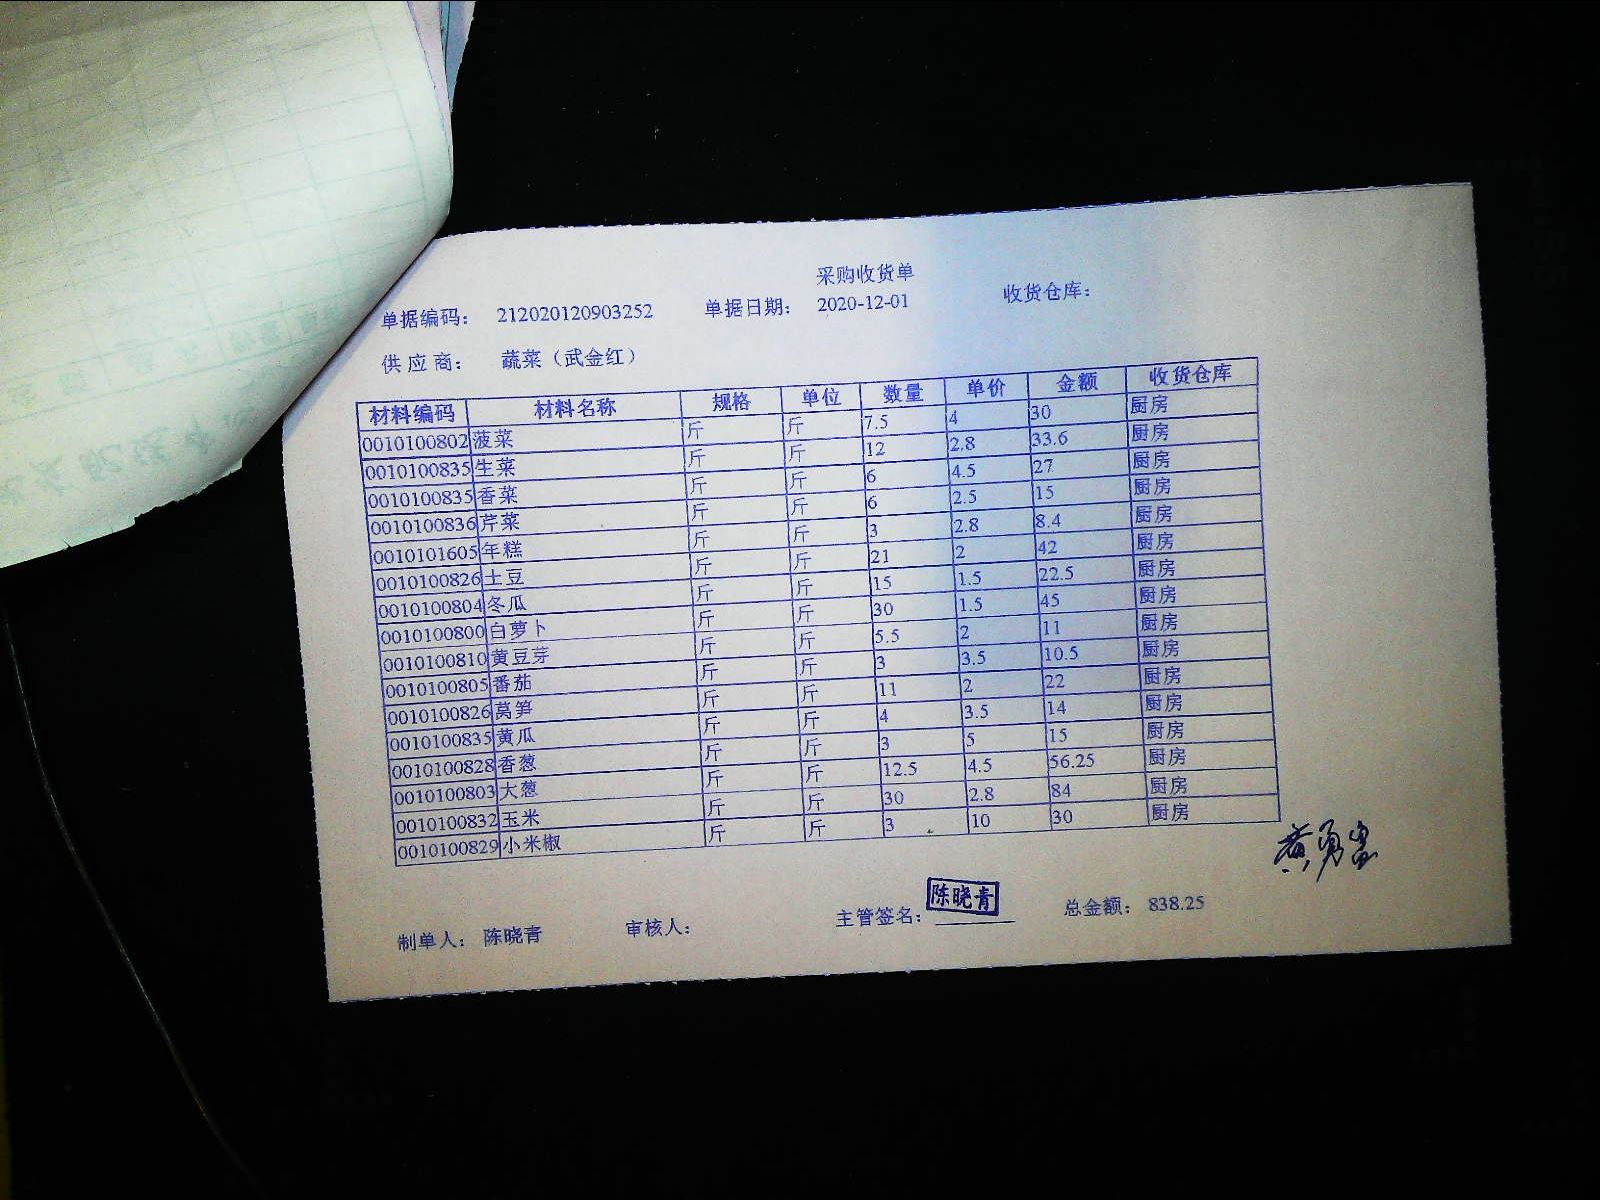 采购收货单
单据编码： 212020120903252 单据日期： 2020-12-01 收货仓库：
供 应 商： 蔬菜（武金红）
材料编码 材料名称 规格 单位 数量 单价 金额 收货仓库
0010100802 菠菜 斤 斤 7.5 4 30 厨房
0010100835 生菜 斤 斤 12 2.8 33.6 厨房
0010100835 香菜 斤 斤 6 4.5 27 厨房
0010100836 芹菜 斤 斤 6 2.5 15 厨房
0010101605 年糕 斤 斤 3 2.8 8.4 厨房
0010100826 土豆 斤 斤 21 2 42 厨房
0010100804 冬瓜 斤 斤 15 1.5 22.5 厨房
0010100800 白萝卜 斤 斤 30 1.5 45 厨房
0010100810 黄豆芽 斤 斤 5.5 2 11 厨房
0010100805 番茄 斤 斤 3 3.5 10.5 厨房
0010100826 莴笋 斤 斤 11 2 22 厨房
0010100835 黄瓜 斤 斤 4 3.5 14 厨房
0010100828 香葱 斤 斤 3 5 15 厨房
0010100803 大葱 斤 斤 12.5 4.5 56.25 厨房
0010100832 玉米 斤 斤 30 2.8 84 厨房
0010100829 小米椒 斤 斤 3 10 30 厨房
制单人： 陈晓青 审核人： 主管签名： 陈晓青 总金额： 838.25